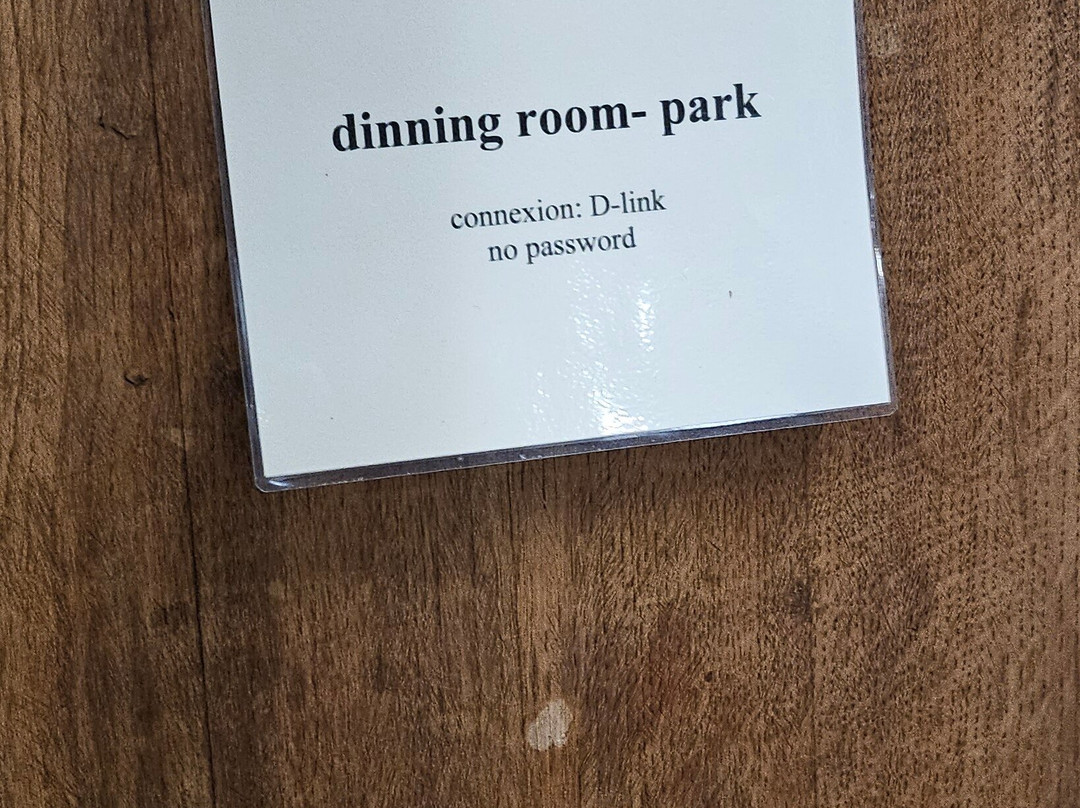 dinning room- park
connexion: D-link
no password